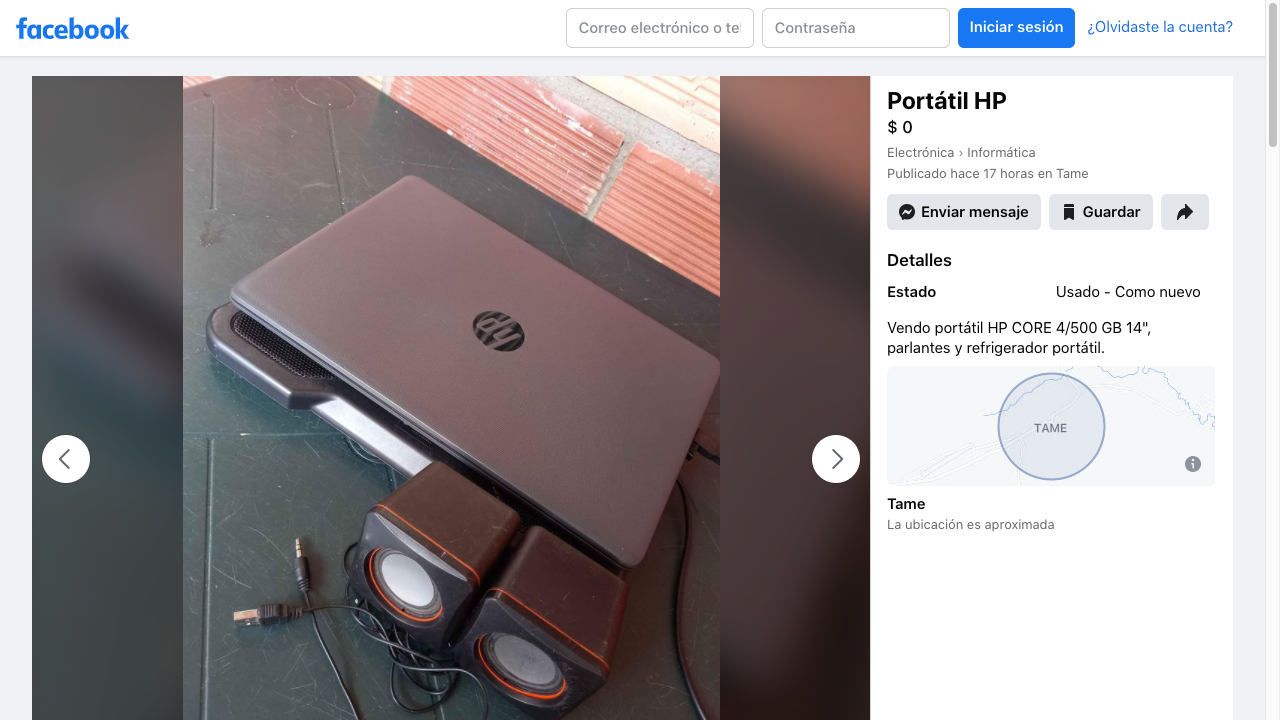 facebook
Correo electrónico o te
Contraseña
Iniciar sesión
¿Olvidaste la cuenta?
hp
Portátil HP
$ 0
Electrónica › Informática
Publicado hace 17 horas en Tame
Enviar mensaje
Guardar
Detalles
Estado
Usado - Como nuevo
Vendo portátil HP CORE 4/500 GB 14",
parlantes y refrigerador portátil.
TAME
Tame
La ubicación es aproximada